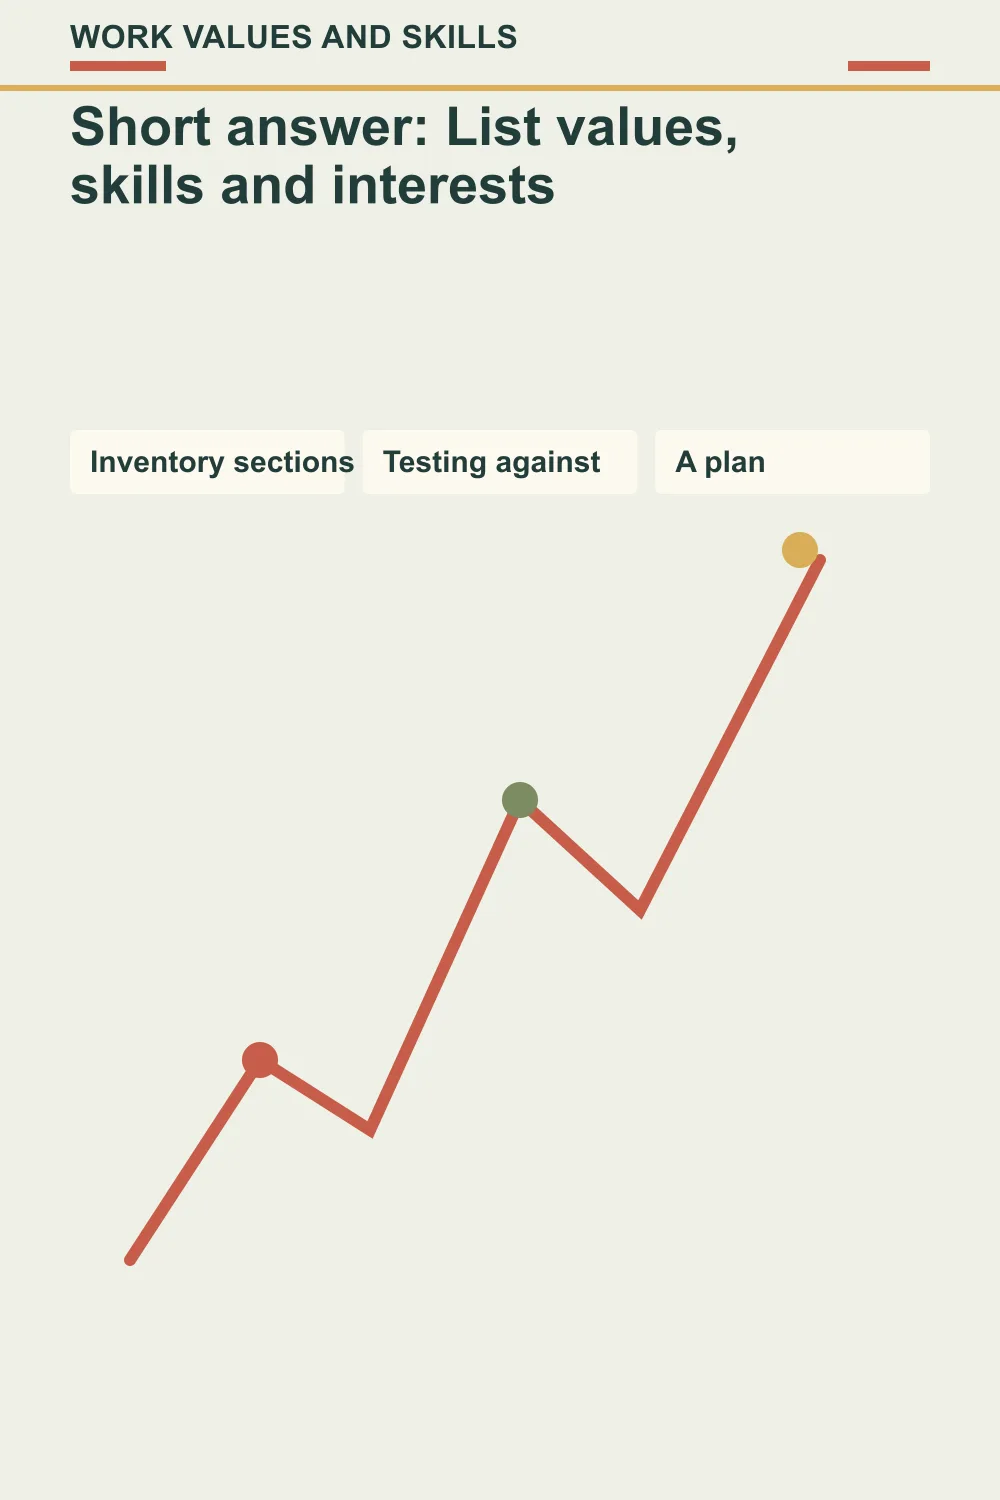 WORK VALUES AND SKILLS
Short answer: List values,
skills and interests
Inventory sections
Testing against
A plan